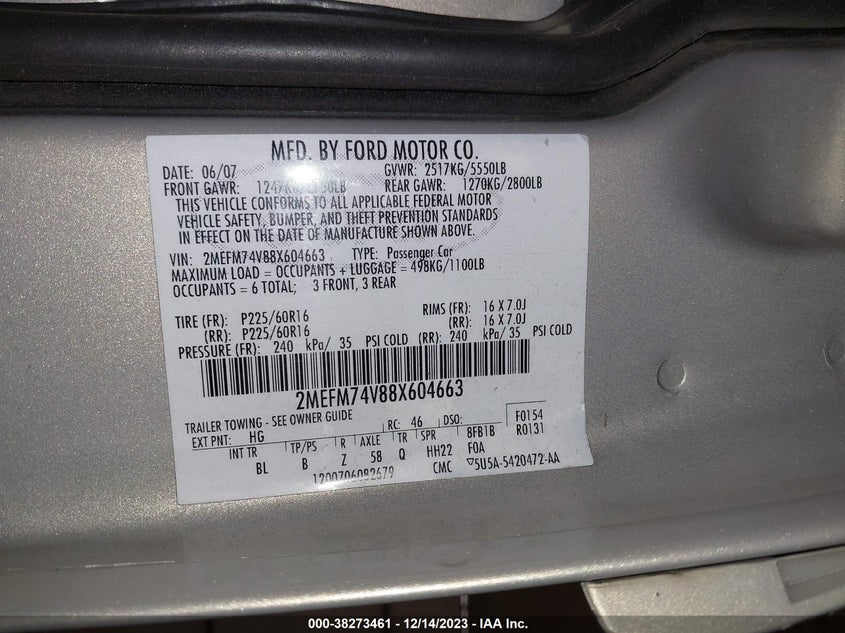 MFD. BY FORD MOTOR CO.
DATE: 06/07 GVWR: 2517KG/5550LB
FRONT GAWR: REAR GAWR: 1270KG/2800LB
THIS VEHICLE CONFORMS TO ALL APPLICABLE FEDERAL MOTOR
VEHICLE SAFETY, BUMPER, AND THEFT PREVENTION STANDARDS
IN EFFECT ON THE DATE OF MANUFACTURE SHOWN ABOVE.
VIN: 2MEFM74V88X604663 TYPE: Passenger Car
MAXIMUM LOAD = OCCUPANTS + LUGGAGE = 498KG/1100LB
OCCUPANTS = 6 TOTAL; 3 FRONT, 3 REAR
TIRE (FR): P225/60R16 RIMS (FR): 16 X 7.0J
(RR): P225/60R16 (RR): 16 X 7.0J
PRESSURE (FR): 240 kPa/ 35 PSI COLD (RR): 240 kPa/ 35 PSI COLD
2MEFM74V88X604663
TRAILER TOWING - SEE OWNER GUIDE
EXT PNT: HG RC: 46 DSO: F0154
INT TR TP/PS R AXLE TR SPR 8FB1B R0131
BL B Z 58 Q HH22 FOA
1200706082679 CMC ▽5U5A-5420472-AA
000-38273461 - 12/14/2023 - IAA Inc.